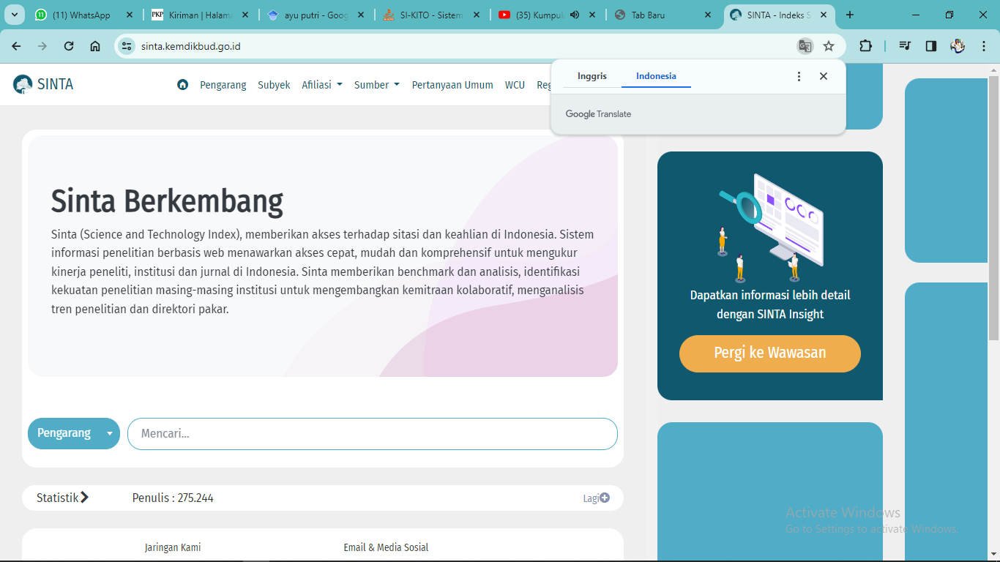 (11) WhatsApp
PKP
Kiriman | Halama
ayu putri - Goog
SI-KITO - Sistem
(35) Kumpul
Tab Baru
SINTA - Indeks S
sinta.kemdikbud.go.id
SINTA
Pengarang
Subyek
Afiliasi
Sumber
Pertanyaan Umum
WCU
Reg
Inggris
Indonesia
Google Translate
Sinta Berkembang
Sinta (Science and Technology Index), memberikan akses terhadap sitasi dan keahlian di Indonesia. Sistem
informasi penelitian berbasis web menawarkan akses cepat, mudah dan komprehensif untuk mengukur
kinerja peneliti, institusi dan jurnal di Indonesia. Sinta memberikan benchmark dan analisis, identifikasi
kekuatan penelitian masing-masing institusi untuk mengembangkan kemitraan kolaboratif, menganalisis
tren penelitian dan direktori pakar.
Dapatkan informasi lebih detail
dengan SINTA Insight
Pergi ke Wawasan
Pengarang
Mencari...
Statistik
Penulis : 275.244
Lagi
Jaringan Kami
Email & Media Sosial
Activate Windows
Go to Settings to activate Windows.